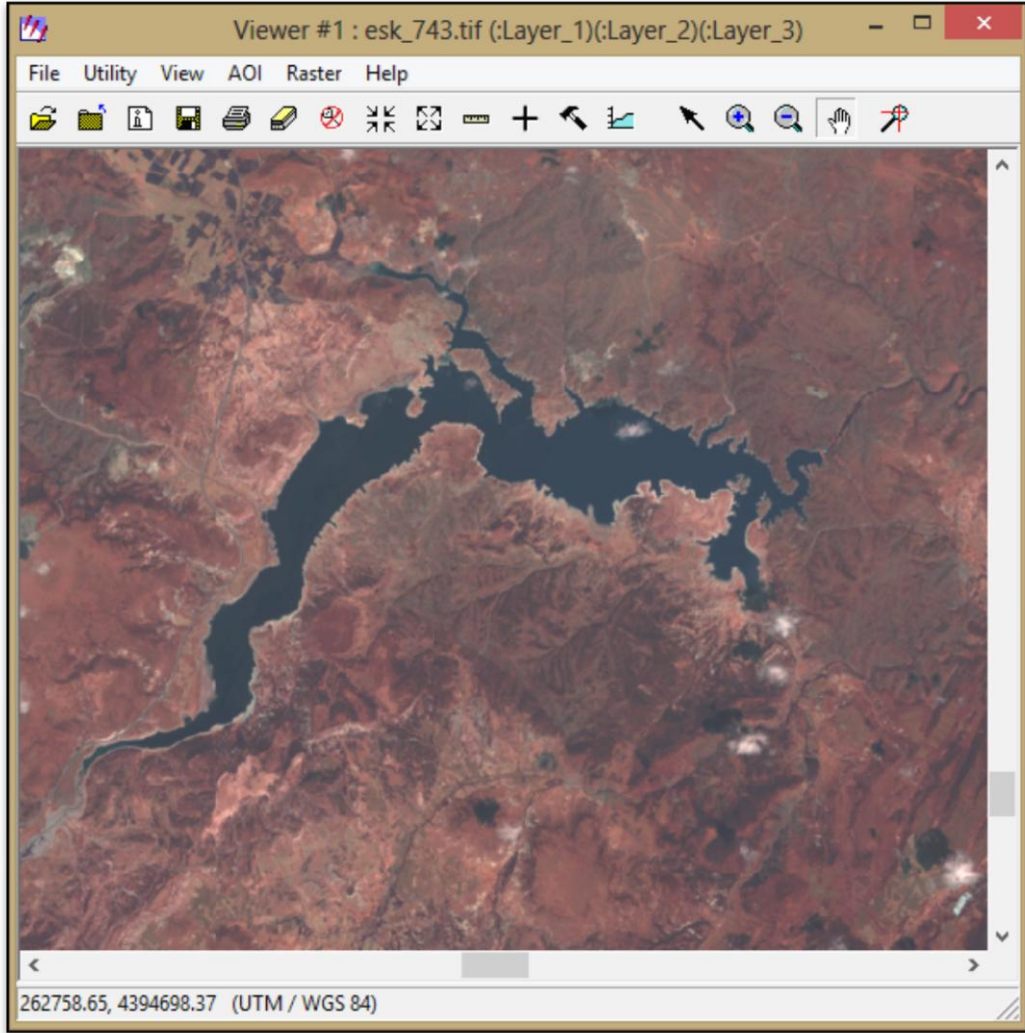 Viewer #1 : esk_743.tif (:Layer_1)(:Layer_2)(:Layer_3)
File Utility View AOI Raster Help
262758.65, 4394698.37 (UTM / WGS 84)